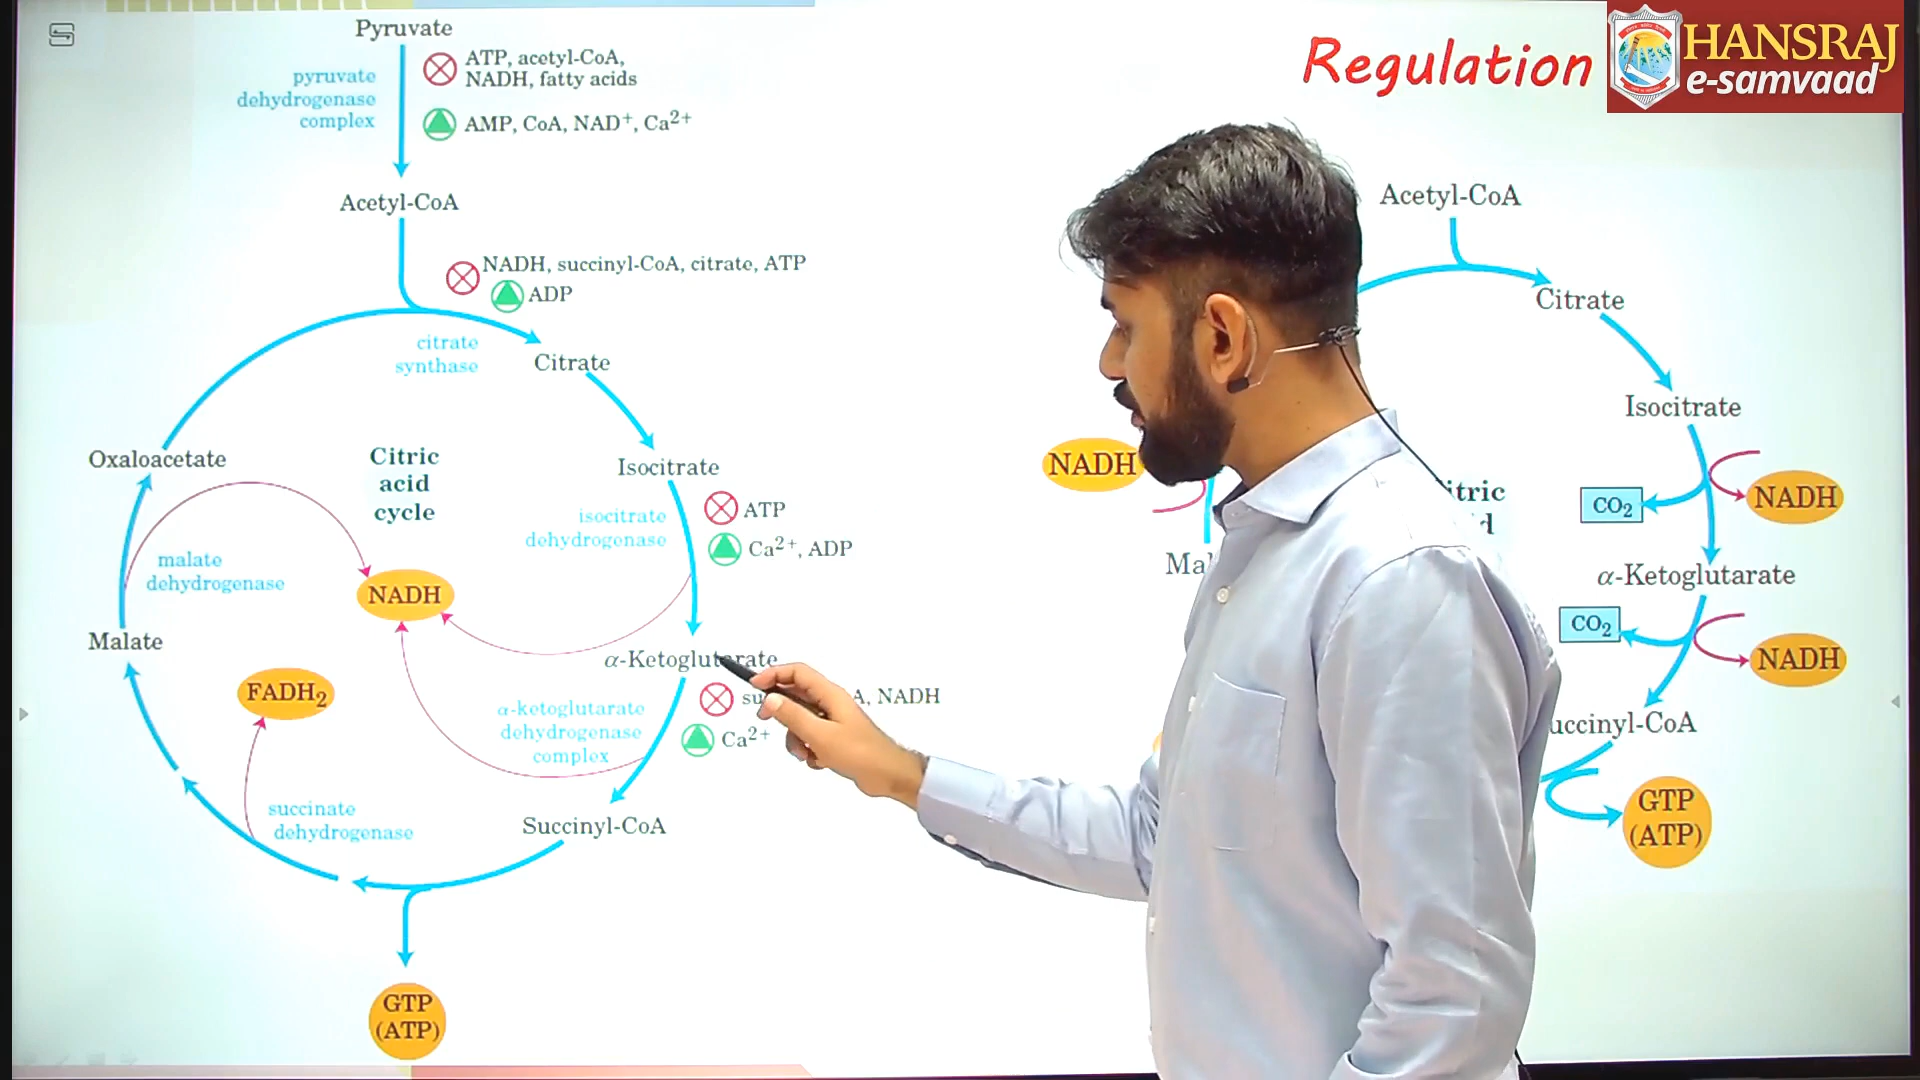 Pyruvate
ATP, acetyl-CoA,
NADH, fatty acids
pyruvate
dehydrogenase
complex
AMP, CoA, NAD⁺, Ca²⁺
Acetyl-CoA
NADH, succinyl-CoA, citrate, ATP
ADP
citrate
synthase
Citrate
Oxaloacetate
Citric
acid
cycle
Isocitrate
ATP
isocitrate
dehydrogenase
Ca²⁺, ADP
malate
dehydrogenase
NADH
Malate
α-Ketoglutarate
FADH₂
A, NADH
α-ketoglutarate
dehydrogenase
complex
Ca²⁺
succinate
dehydrogenase
Succinyl-CoA
GTP
(ATP)
Regulation
HANSRAJ
e-samvaad
Acetyl-CoA
Citrate
Isocitrate
NADH
itric
d
CO₂
NADH
Mal
α-Ketoglutarate
CO₂
NADH
uccinyl-CoA
GTP
(ATP)